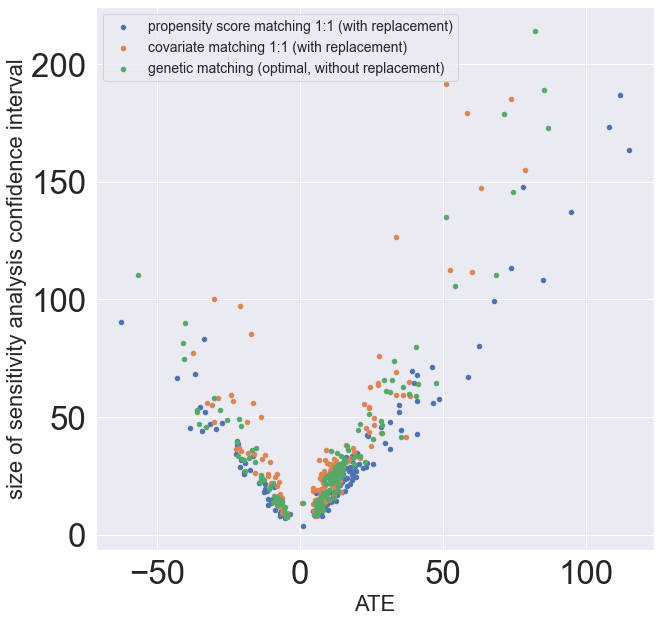 propensity score matching 1:1 (with replacement)
covariate matching 1:1 (with replacement)
genetic matching (optimal, without replacement)
size of sensitivity analysis confidence interval
200
150
100
50
0
−50 0 50 100
ATE